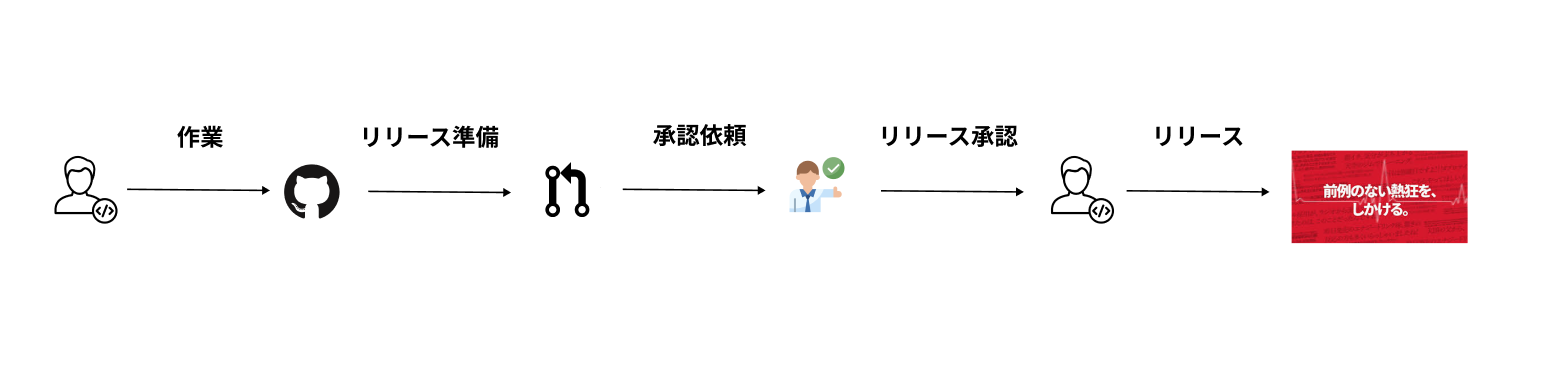 作業
リリース準備
承認依頼
リリース承認
リリース
前例のない熱狂を、
しかける。